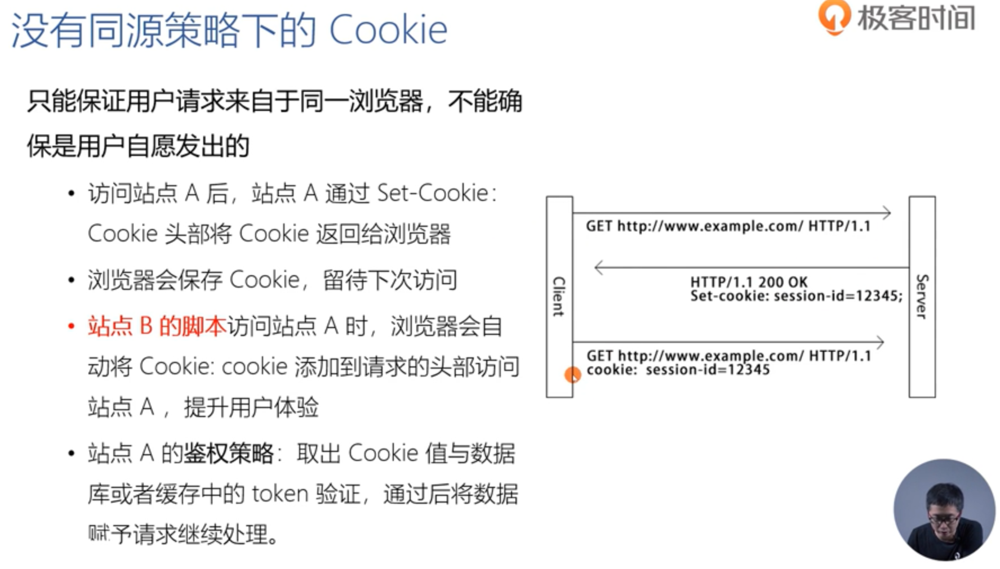 没有同源策略下的 Cookie
极客时间
只能保证用户请求来自于同一浏览器，不能确
保是用户自愿发出的
• 访问站点 A 后，站点 A 通过 Set-Cookie：
Cookie 头部将 Cookie 返回给浏览器
• 浏览器会保存 Cookie，留待下次访问
• 站点 B 的脚本访问站点 A 时，浏览器会自
动将 Cookie: cookie 添加到请求的头部访问
站点 A ，提升用户体验
• 站点 A 的鉴权策略：取出 Cookie 值与数据
库或者缓存中的 token 验证，通过后将数据
赋予请求继续处理。
Client
GET http://www.example.com/ HTTP/1.1
HTTP/1.1 200 OK
Set-cookie: session-id=12345;
GET http://www.example.com/ HTTP/1.1
cookie: session-id=12345
Server